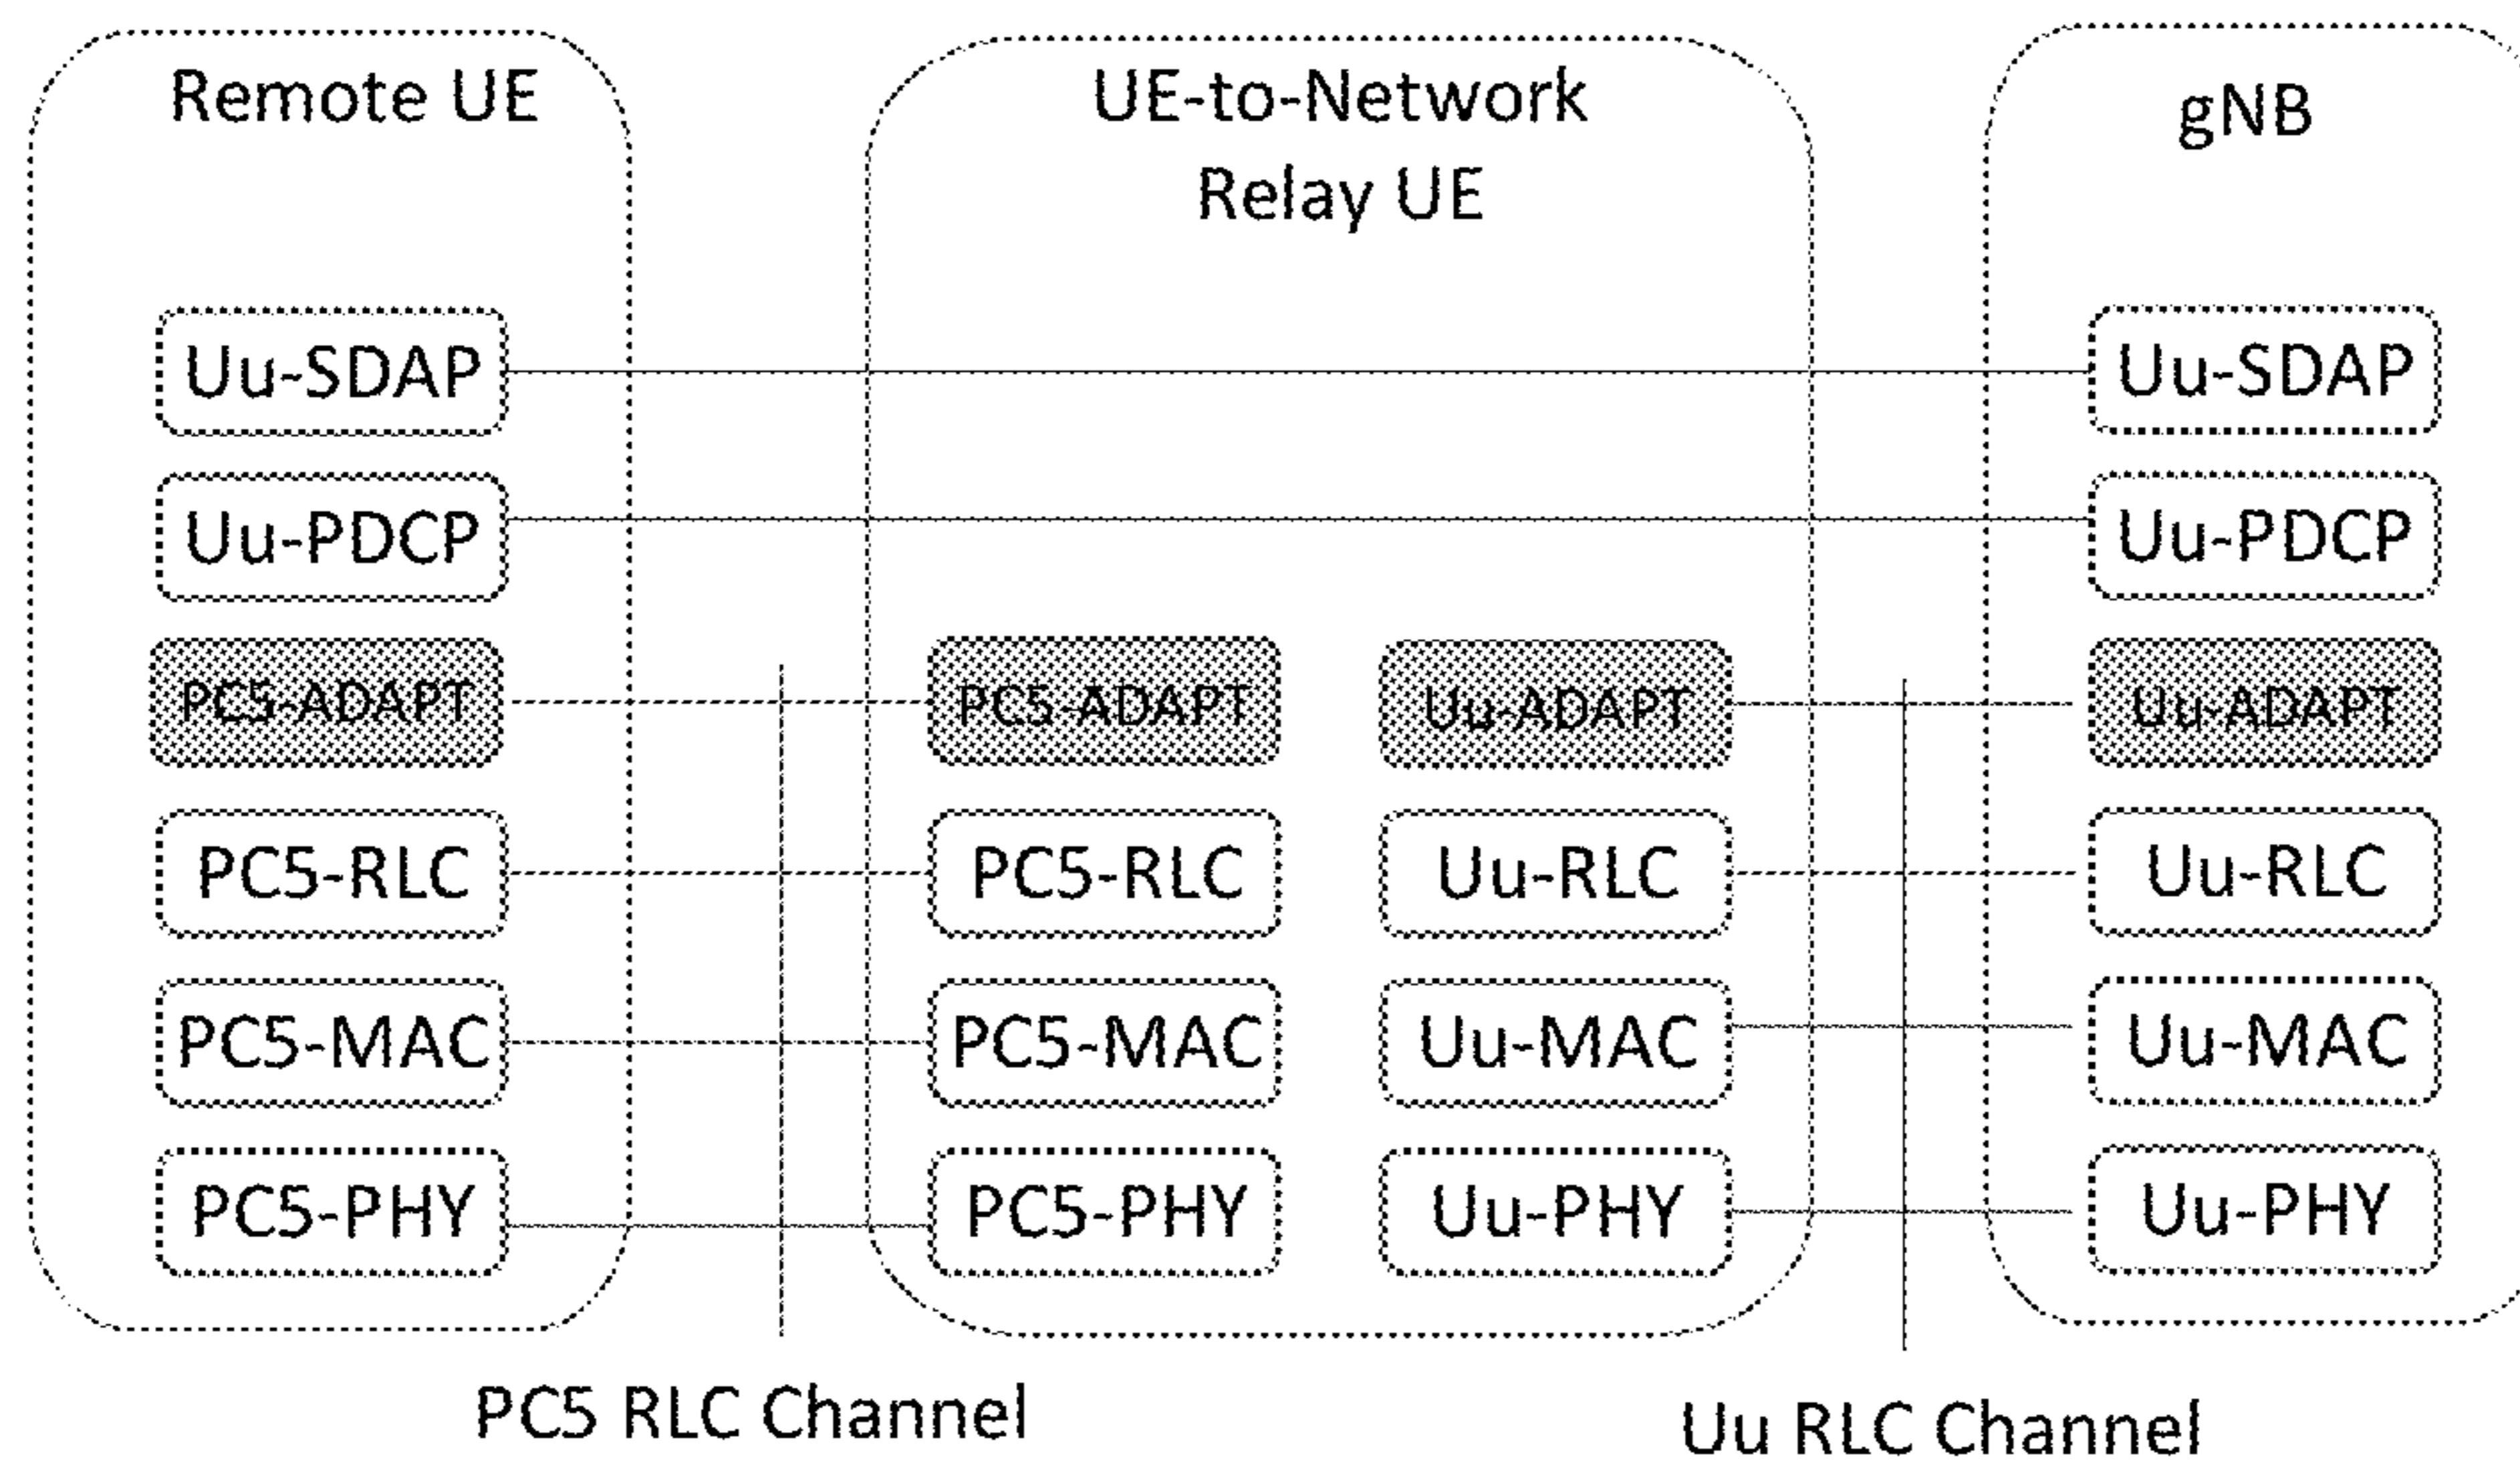 Remote UE
UE-to-Network
Relay UE
gNB
Uu-SDAP
Uu-SDAP
Uu-PDCP
Uu-PDCP
PC5-ADAPT
PC5-ADAPT
Uu-ADAPT
Uu-ADAPT
PC5-RLC
PC5-RLC
Uu-RLC
Uu-RLC
PC5-MAC
PC5-MAC
Uu-MAC
Uu-MAC
PC5-PHY
PC5-PHY
Uu-PHY
Uu-PHY
PC5 RLC Channel
Uu RLC Channel